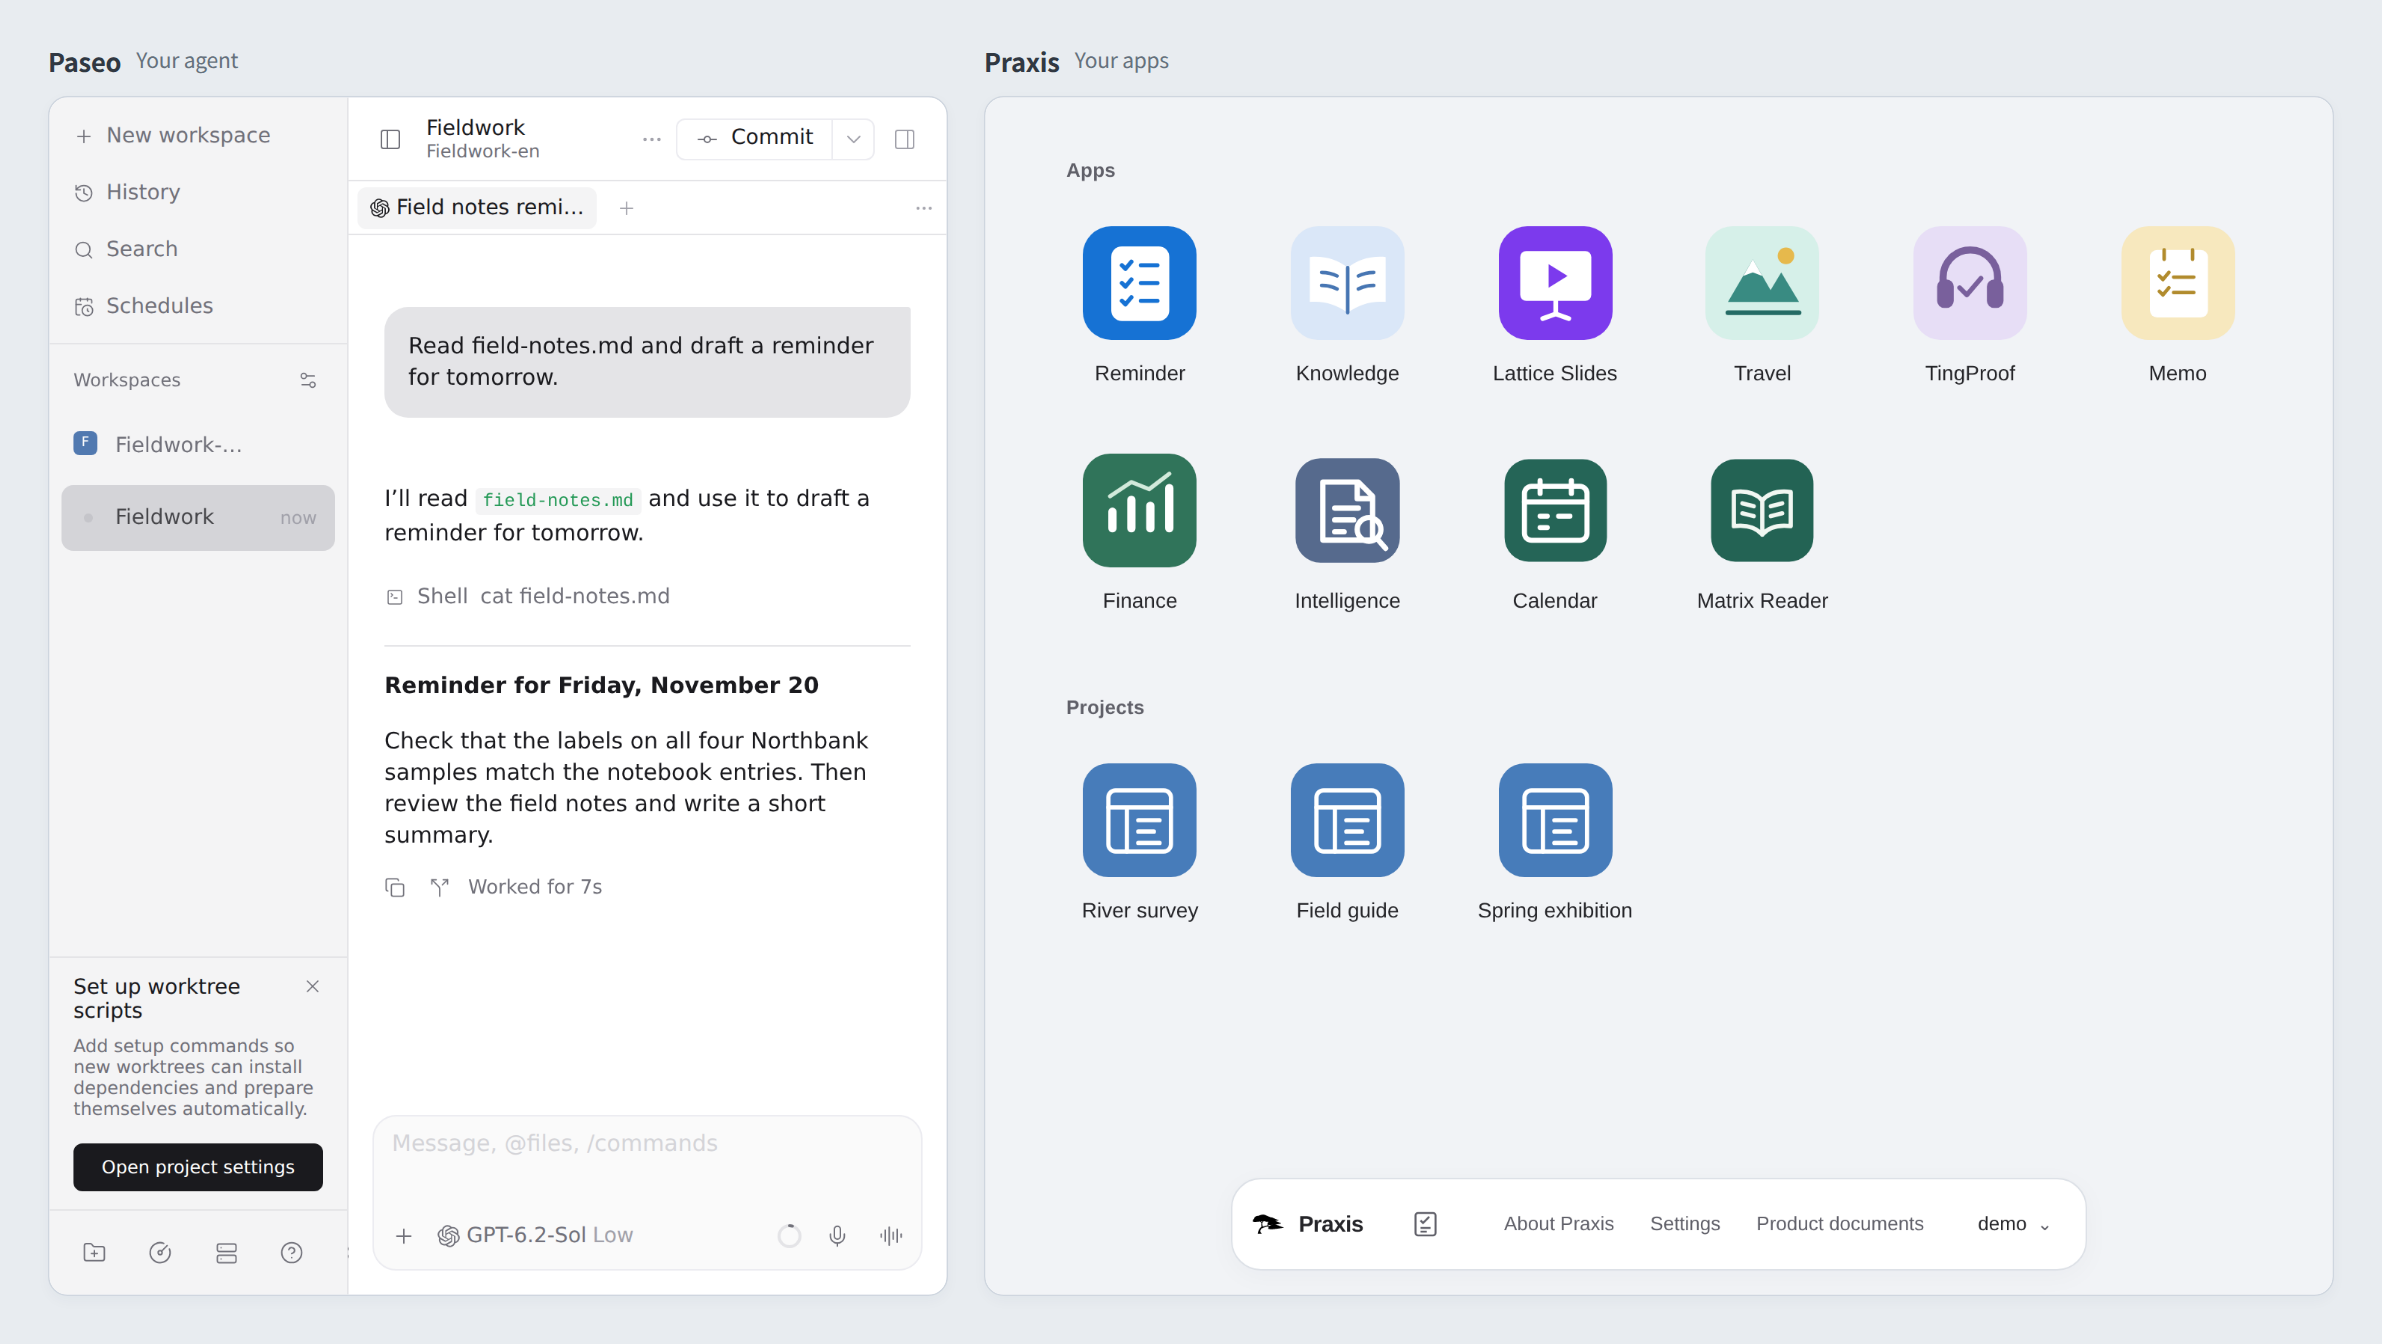 Paseo Your agent
New workspace
History
Search
Schedules
Workspaces
F Fieldwork-...
Fieldwork now
Set up worktree
scripts
Add setup commands so
new worktrees can install
dependencies and prepare
themselves automatically.
Open project settings
Fieldwork
Fieldwork-en
Commit
Field notes remi...
Read field-notes.md and draft a reminder
for tomorrow.
I’ll read field-notes.md and use it to draft a
reminder for tomorrow.
Shell cat field-notes.md
Reminder for Friday, November 20
Check that the labels on all four Northbank
samples match the notebook entries. Then
review the field notes and write a short
summary.
Worked for 7s
Message, @files, /commands
GPT-6.2-Sol Low
Praxis Your apps
Apps
Reminder Knowledge Lattice Slides Travel TingProof Memo
Finance Intelligence Calendar Matrix Reader
Projects
River survey Field guide Spring exhibition
Praxis About Praxis Settings Product documents demo